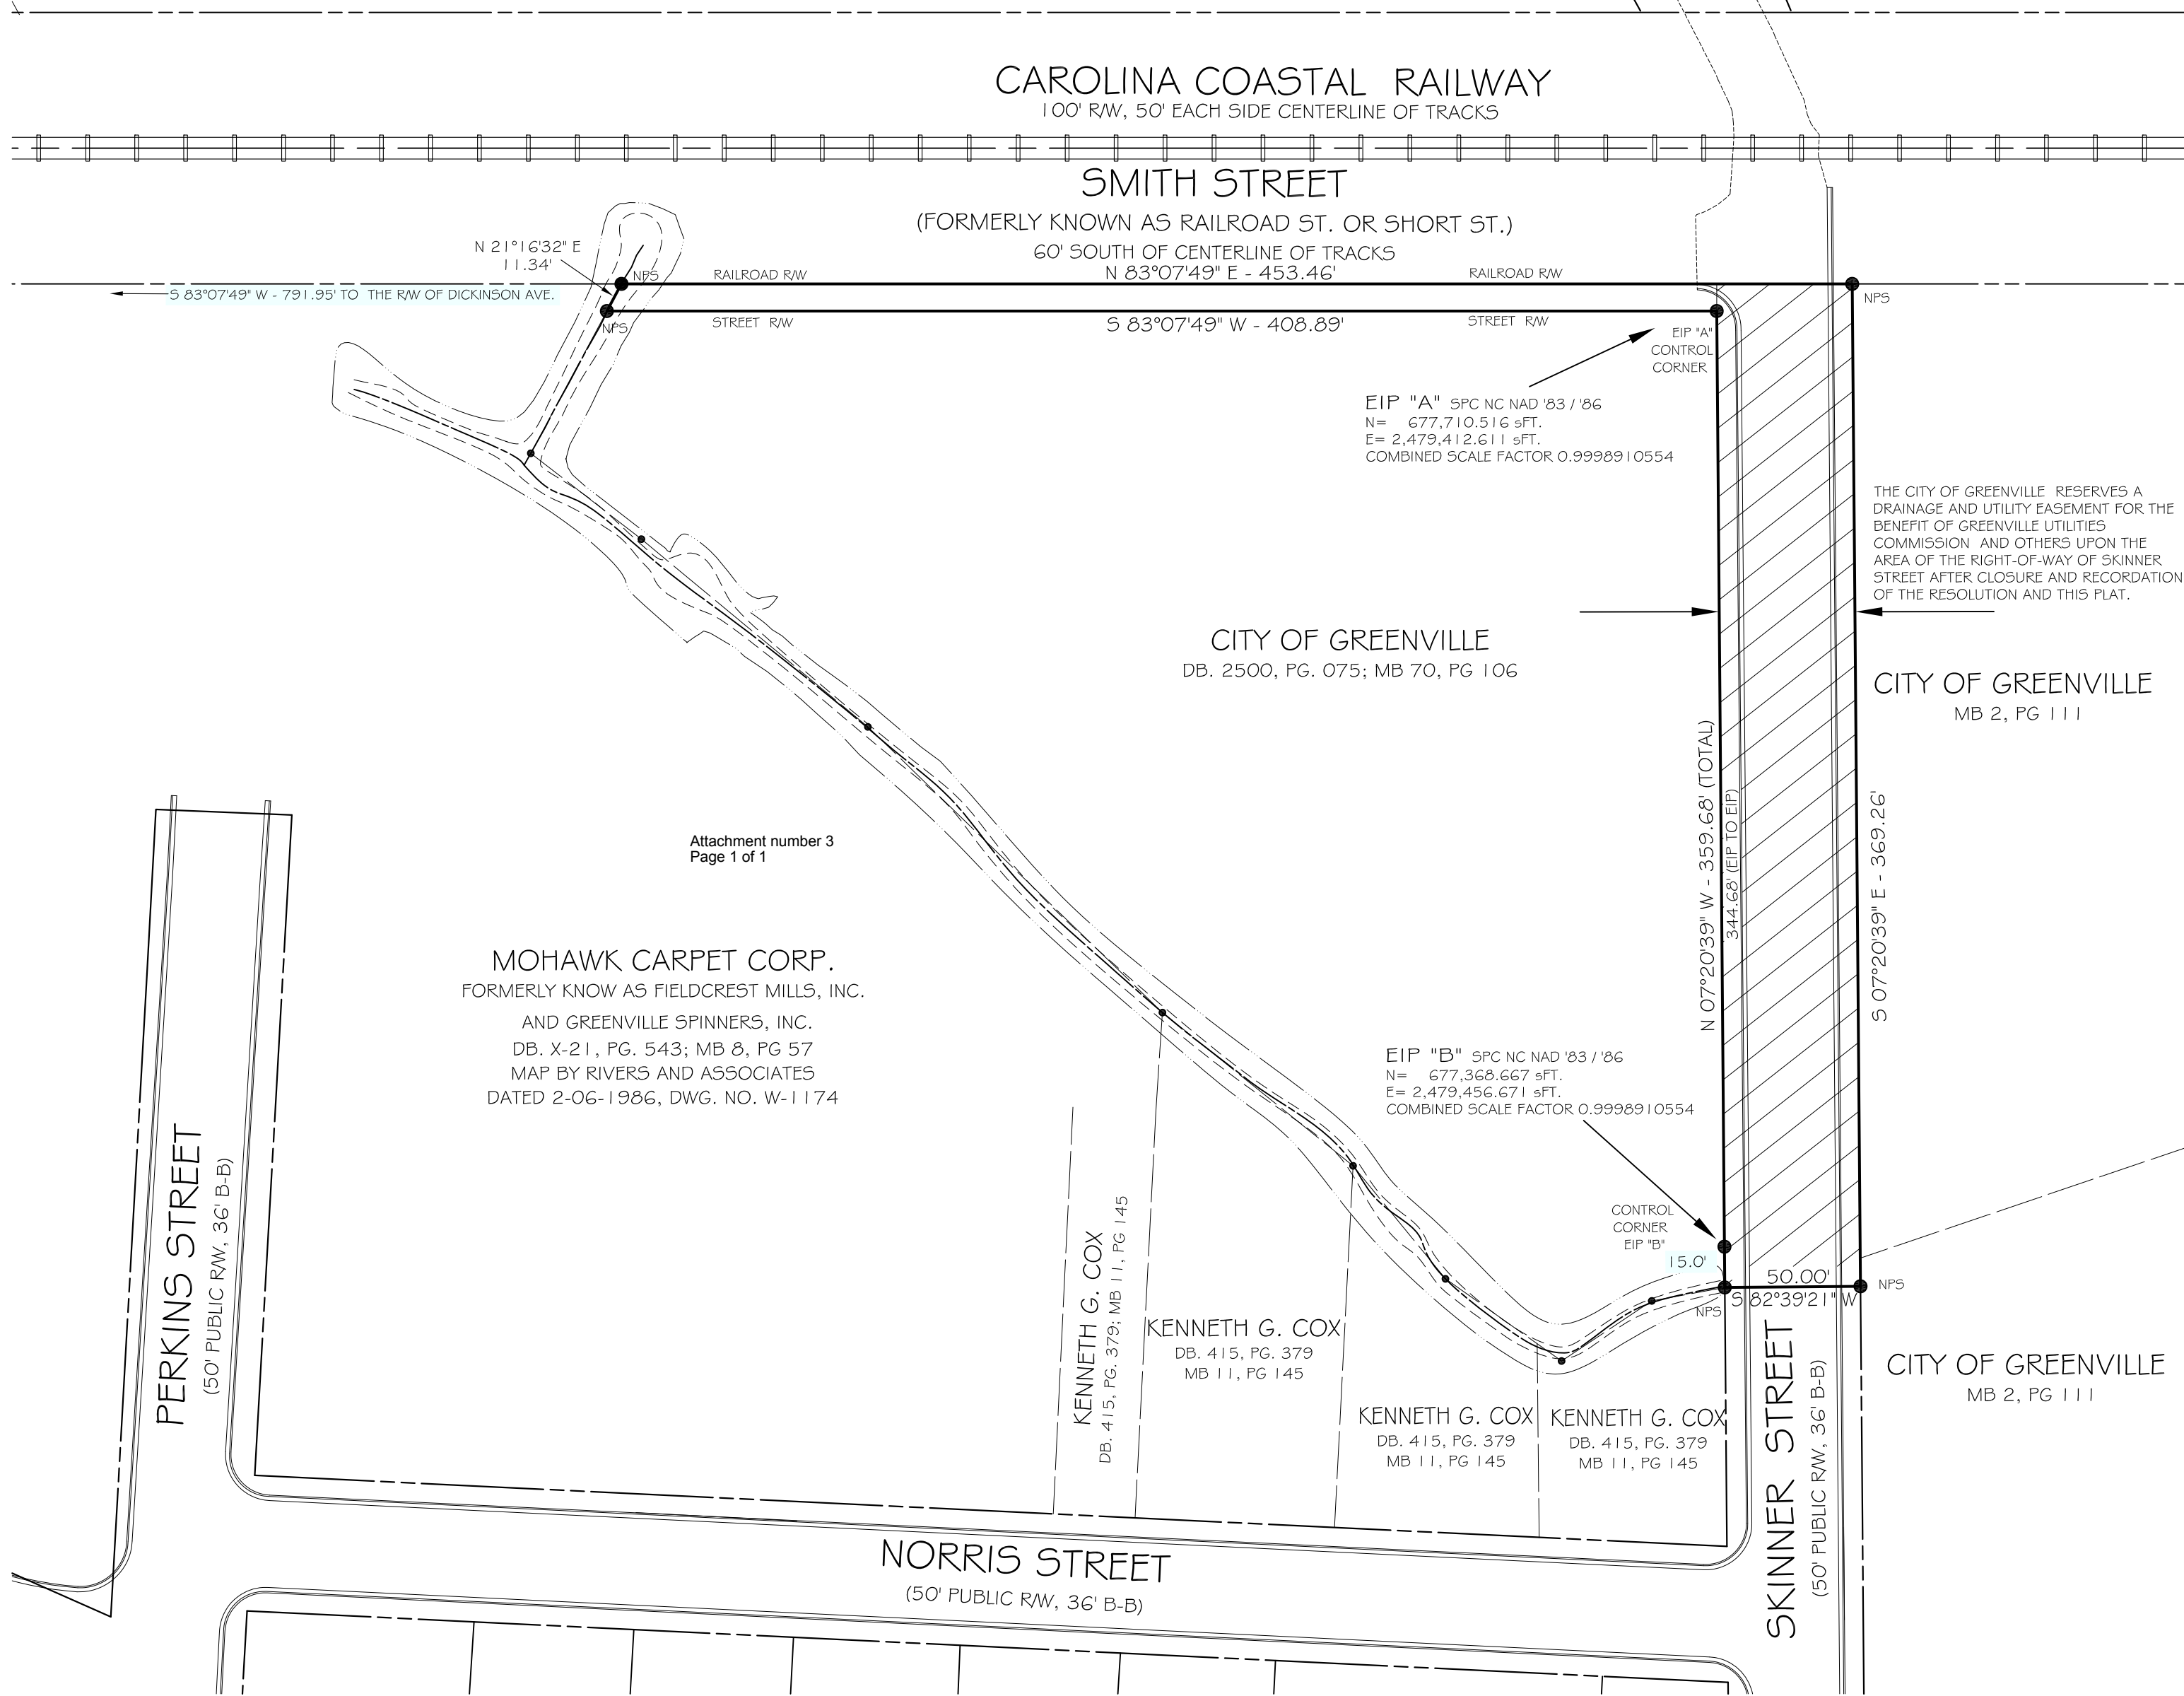 CAROLINA COASTAL RAILWAY
100' R/W, 50' EACH SIDE CENTERLINE OF TRACKS
SMITH STREET
(FORMERLY KNOWN AS RAILROAD ST. OR SHORT ST.)
60' SOUTH OF CENTERLINE OF TRACKS
N 83°07'49" E - 453.46'
N 21°16'32" E
11.34'
NPS
RAILROAD R/W
RAILROAD R/W
S 83°07'49" W - 791.95' TO THE R/W OF DICKINSON AVE.
NPS
NPS
STREET R/W
S 83°07'49" W - 408.89'
STREET R/W
EIP "A"
CONTROL
CORNER
EIP "A" SPC NC NAD '83 / '86
N= 677,710.516 sFT.
E= 2,479,412.611 sFT.
COMBINED SCALE FACTOR 0.9998910554
THE CITY OF GREENVILLE RESERVES A
DRAINAGE AND UTILITY EASEMENT FOR THE
BENEFIT OF GREENVILLE UTILITIES
COMMISSION AND OTHERS UPON THE
AREA OF THE RIGHT-OF-WAY OF SKINNER
STREET AFTER CLOSURE AND RECORDATION
OF THE RESOLUTION AND THIS PLAT.
CITY OF GREENVILLE
DB. 2500, PG. 075; MB 70, PG 106
CITY OF GREENVILLE
MB 2, PG 111
N 07°20'39" W - 359.68' (TOTAL)
344.68' (EIP TO EIP)
S 07°20'39" E - 369.26'
Attachment number 3
Page 1 of 1
MOHAWK CARPET CORP.
FORMERLY KNOW AS FIELDCREST MILLS, INC.
AND GREENVILLE SPINNERS, INC.
DB. X-21, PG. 543; MB 8, PG 57
MAP BY RIVERS AND ASSOCIATES
DATED 2-06-1986, DWG. NO. W-1174
EIP "B" SPC NC NAD '83 / '86
N= 677,368.667 sFT.
E= 2,479,456.671 sFT.
COMBINED SCALE FACTOR 0.9998910554
CONTROL
CORNER
EIP "B"
15.0'
50.00'
S 82°39'21" W
NPS
NPS
PERKINS STREET
(50' PUBLIC R/W, 36' B-B)
KENNETH G. COX
DB. 415, PG. 379; MB 11, PG 145
KENNETH G. COX
DB. 415, PG. 379
MB 11, PG 145
KENNETH G. COX
DB. 415, PG. 379
MB 11, PG 145
KENNETH G. COX
DB. 415, PG. 379
MB 11, PG 145
SKINNER STREET
(50' PUBLIC R/W, 36' B-B)
CITY OF GREENVILLE
MB 2, PG 111
NORRIS STREET
(50' PUBLIC R/W, 36' B-B)